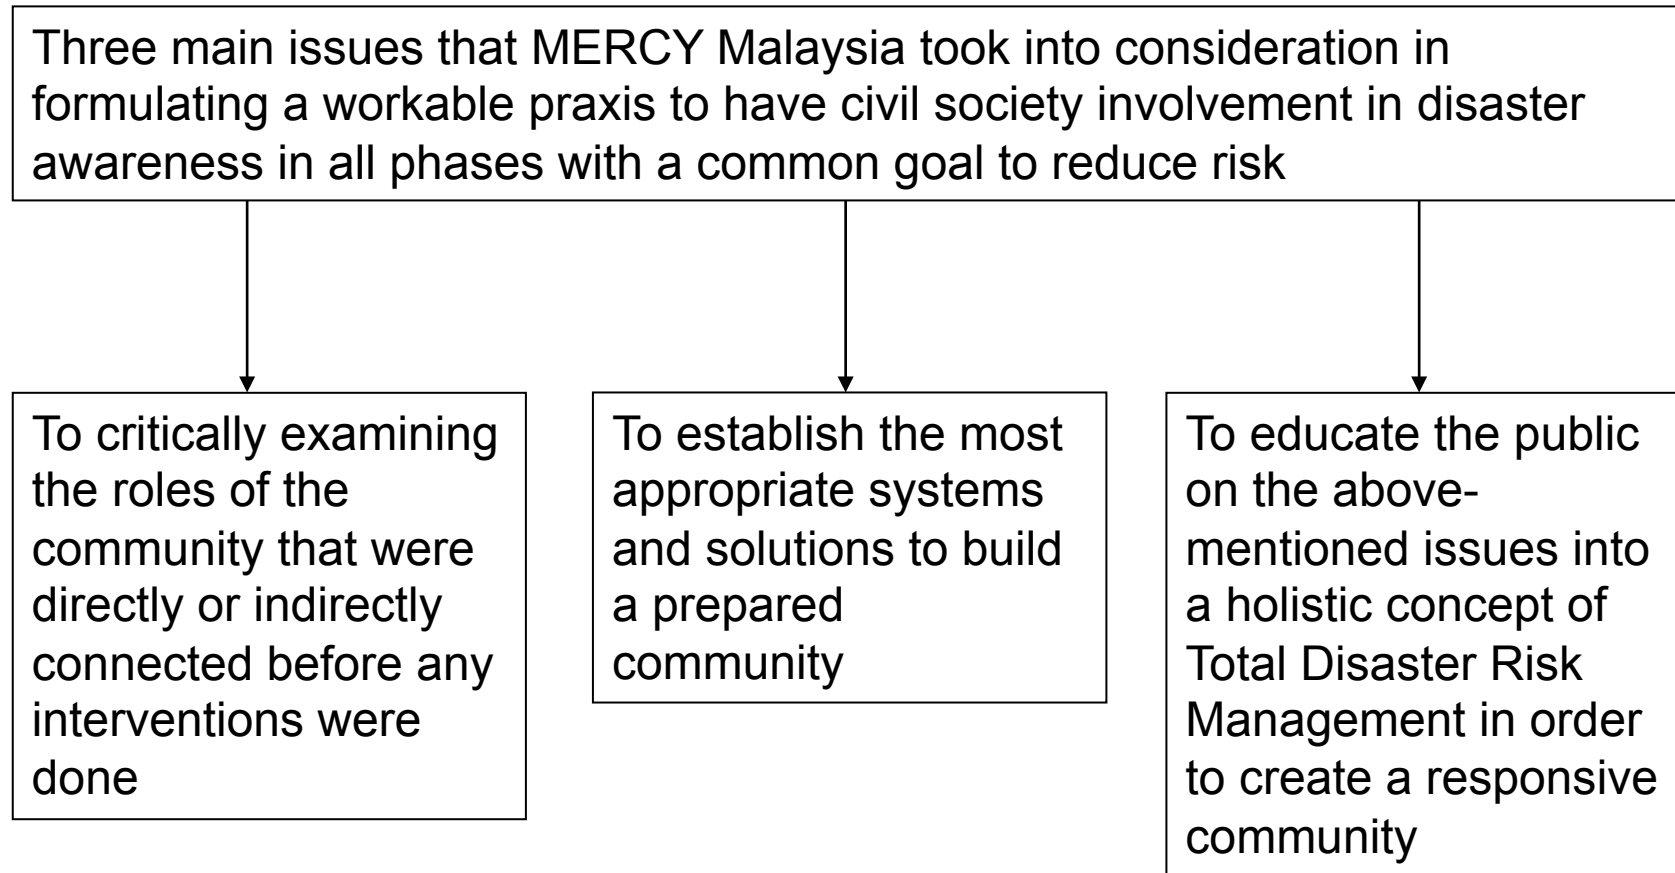 Three main issues that MERCY Malaysia took into consideration in
formulating a workable praxis to have civil society involvement in disaster
awareness in all phases with a common goal to reduce risk
To critically examining
the roles of the
community that were
directly or indirectly
connected before any
interventions were
done
To establish the most
appropriate systems
and solutions to build
a prepared
community
To educate the public
on the above-
mentioned issues into
a holistic concept of
Total Disaster Risk
Management in order
to create a responsive
community